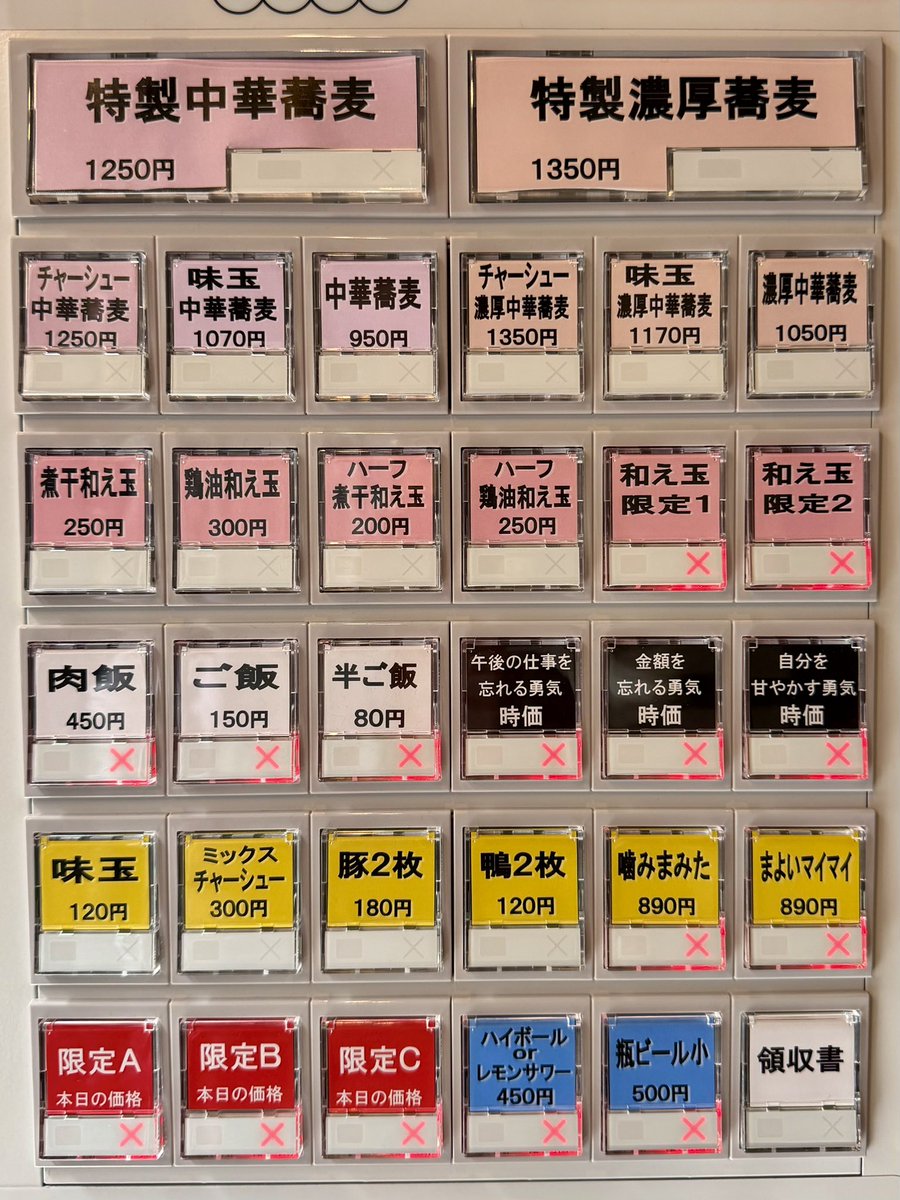 特製中華蕎麦
1250円
特製濃厚蕎麦
1350円
チャーシュー
中華蕎麦
1250円
味玉
中華蕎麦
1070円
中華蕎麦
950円
チャーシュー
濃厚中華蕎麦
1350円
味玉
濃厚中華蕎麦
1170円
濃厚中華蕎麦
1050円
煮干和え玉
250円
鶏油和え玉
300円
ハーフ
煮干和え玉
200円
ハーフ
鶏油和え玉
250円
和え玉
限定1
和え玉
限定2
肉飯
450円
ご飯
150円
半ご飯
80円
午後の仕事を
忘れる勇気
時価
金額を
忘れる勇気
時価
自分を
甘やかす勇気
時価
味玉
120円
ミックス
チャーシュー
300円
豚2枚
180円
鴨2枚
120円
噛みまみた
890円
まよいマイマイ
890円
限定A
本日の価格
限定B
本日の価格
限定C
本日の価格
ハイボール
or
レモンサワー
450円
瓶ビール小
500円
領収書